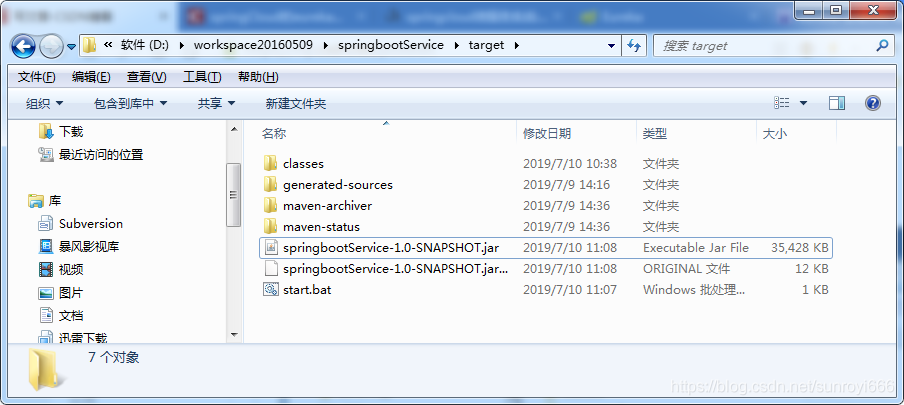 软件 (D:) workspace20160509 springbootService target 搜索 target
文件(F) 编辑(E) 查看(V) 工具(T) 帮助(H)
组织 包含到库中 共享 新建文件夹
下载
最近访问的位置
库
Subversion
暴风影视库
视频
图片
文档
迅雷下载
名称 修改日期 类型 大小
classes 2019/7/10 10:38 文件夹
generated-sources 2019/7/9 14:16 文件夹
maven-archiver 2019/7/9 14:36 文件夹
maven-status 2019/7/9 14:36 文件夹
springbootService-1.0-SNAPSHOT.jar 2019/7/10 11:08 Executable Jar File 35,428 KB
springbootService-1.0-SNAPSHOT.jar... 2019/7/10 11:08 ORIGINAL 文件 12 KB
start.bat 2019/7/10 11:07 Windows 批处理... 1 KB
7 个对象
https://blog.csdn.net/sunroyi666